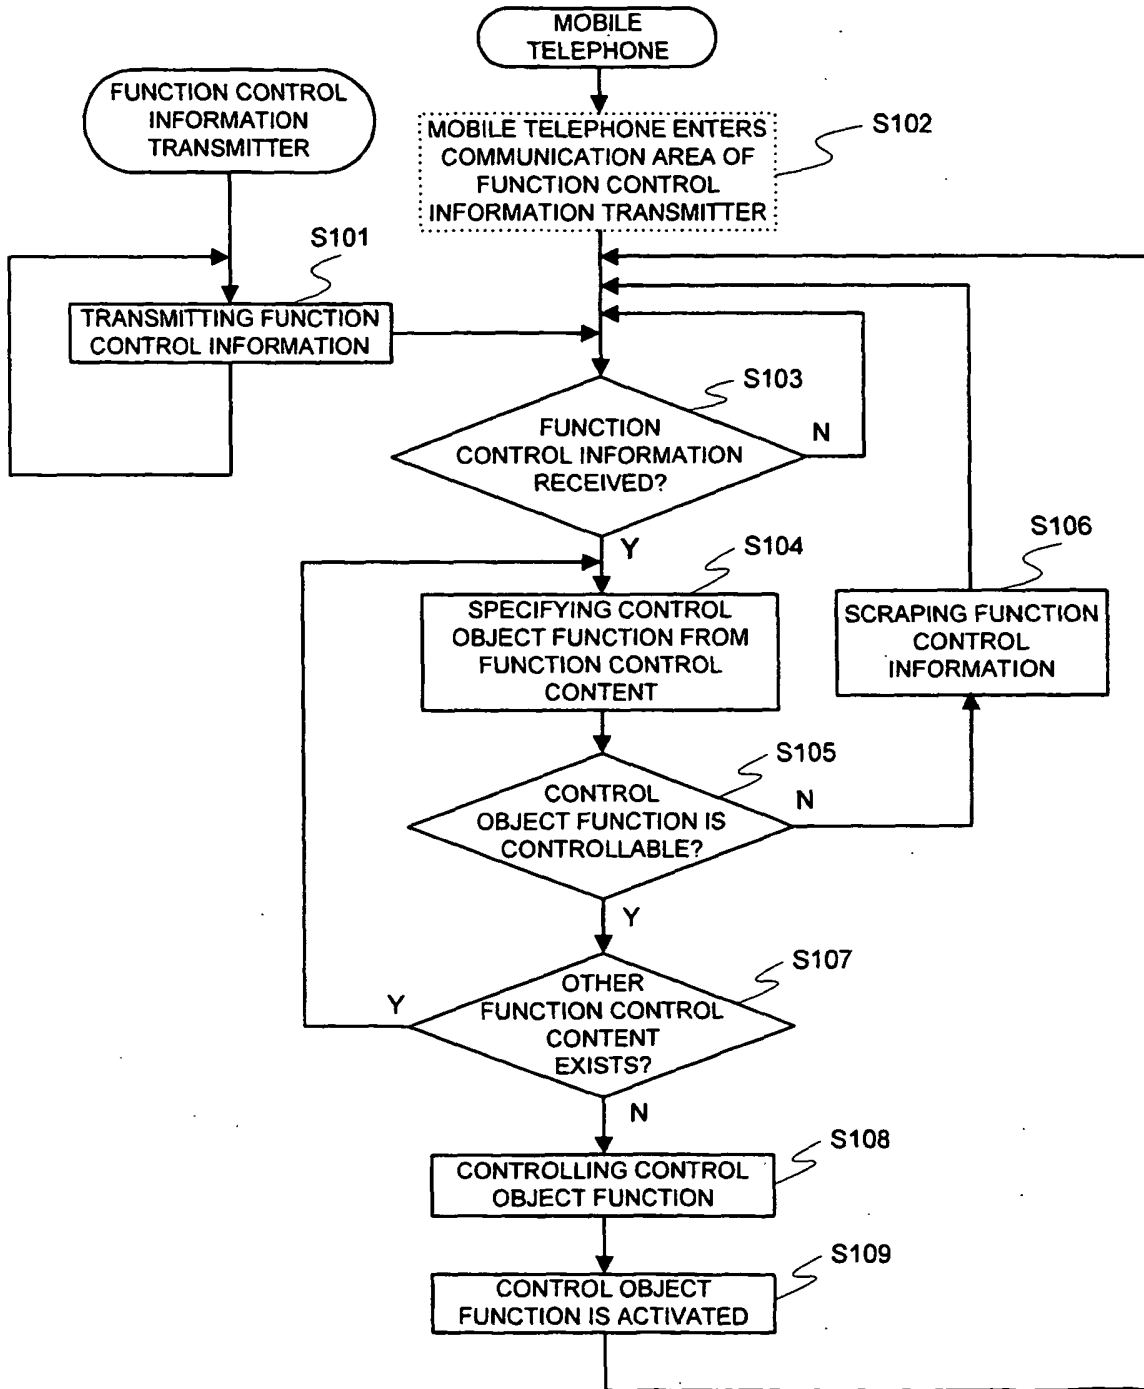 MOBILE
TELEPHONE
FUNCTION CONTROL
INFORMATION
TRANSMITTER
MOBILE TELEPHONE ENTERS
COMMUNICATION AREA OF
FUNCTION CONTROL
INFORMATION TRANSMITTER
S102
S101
TRANSMITTING FUNCTION
CONTROL INFORMATION
S103
FUNCTION
CONTROL INFORMATION
RECEIVED?
N
Y
S104
SPECIFYING CONTROL
OBJECT FUNCTION FROM
FUNCTION CONTROL
CONTENT
S106
SCRAPING FUNCTION
CONTROL
INFORMATION
S105
CONTROL
OBJECT FUNCTION IS
CONTROLLABLE?
N
Y
S107
OTHER
FUNCTION CONTROL
CONTENT
EXISTS?
Y
N
S108
CONTROLLING CONTROL
OBJECT FUNCTION
S109
CONTROL OBJECT
FUNCTION IS ACTIVATED